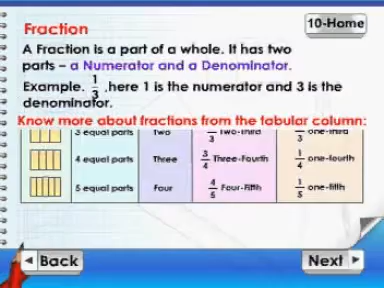 Fraction
10-Home
A Fraction is a part of a whole. It has two
parts – a Numerator and a Denominator.
Example. 1/3 ,here 1 is the numerator and 3 is the
denominator.
Know more about fractions from the tabular column:
3 equal parts Two 3 Two-third 3 one-third
4 equal parts Three 3/4 Three-Fourth 1/4 one-fourth
5 equal parts Four 4/5 Four-Fifth 1/5 one-fifth
Back
Next